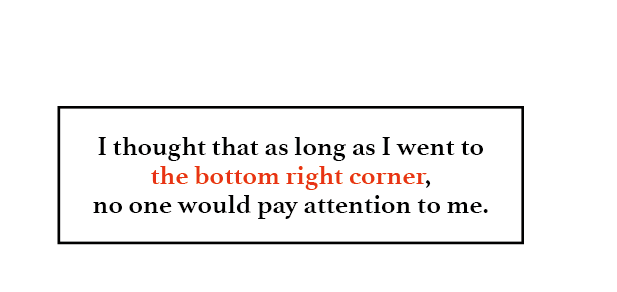 I thought that as long as I went to
the bottom right corner,
no one would pay attention to me.